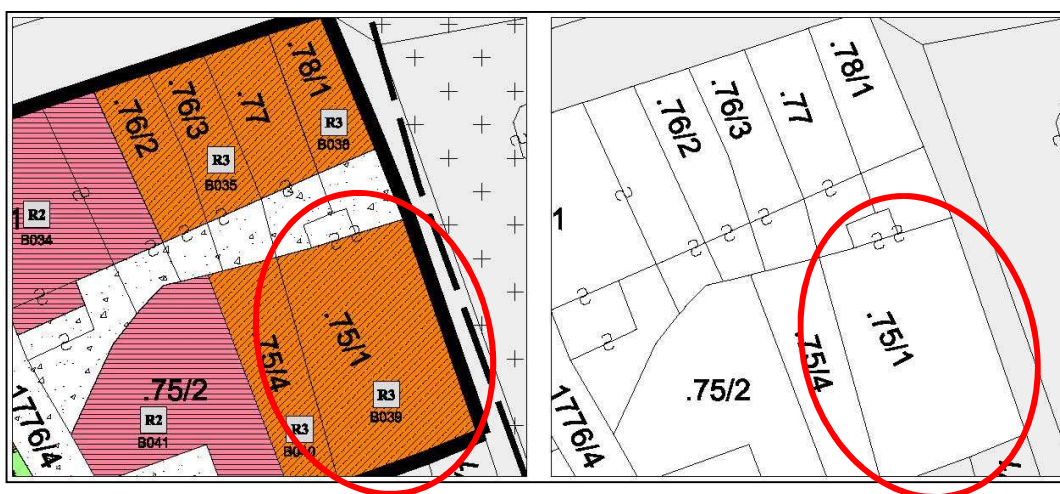 .76/2
.76/3
.77
.78/1
R3
B038
R3
B035
1
R2
B034
.75/1
.75/4
.75/2
R3
B039
R3
R2
B041
1776/4
.76/2
.76/3
.77
.78/1
1
.75/1
.75/4
.75/2
1776/4